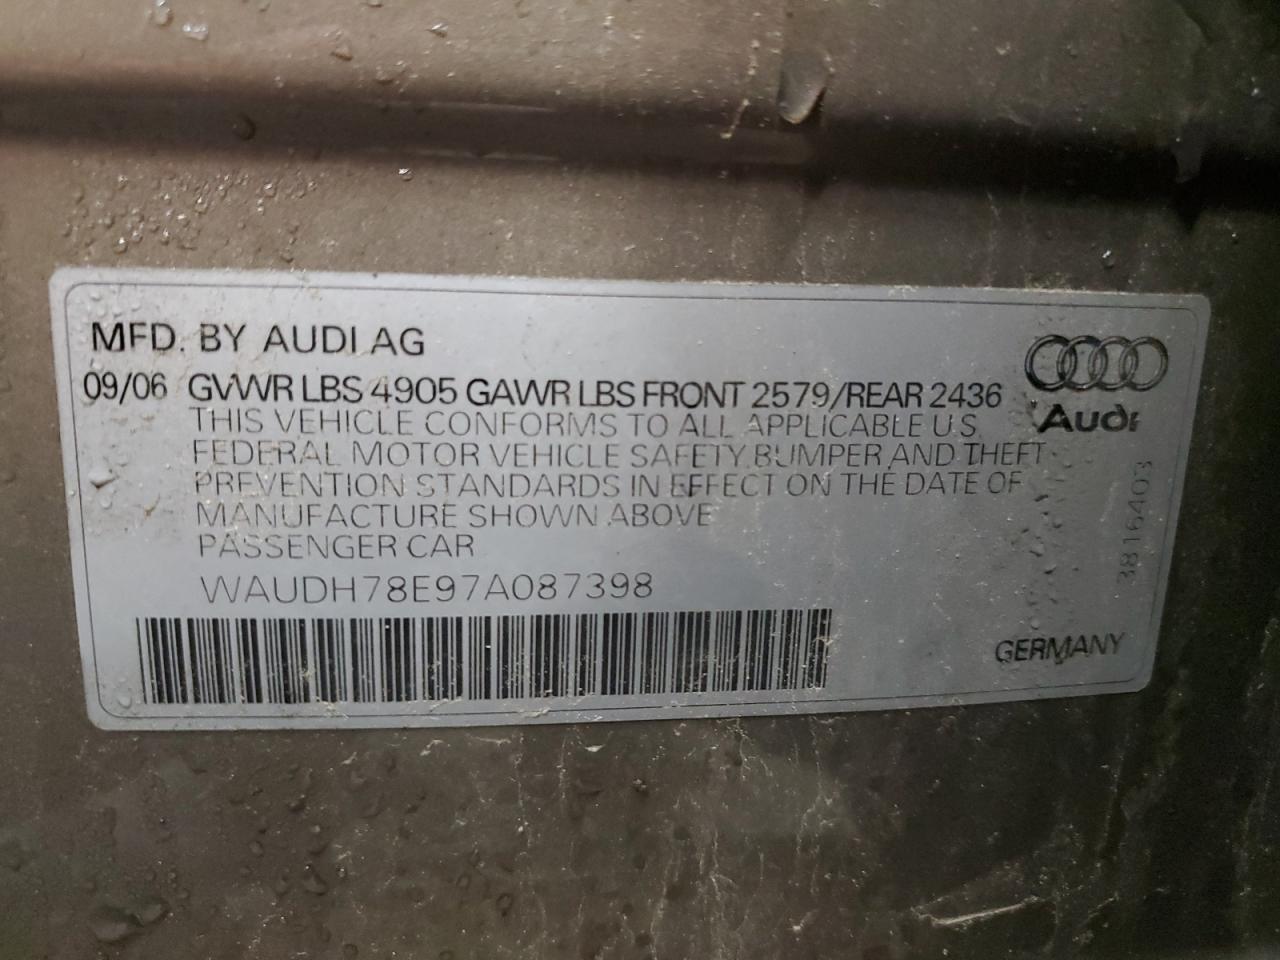 MFD. BY AUDI AG
09/06 GVWR LBS 4905 GAWR LBS FRONT 2579/REAR 2436
THIS VEHICLE CONFORMS TO ALL APPLICABLE U.S.
FEDERAL MOTOR VEHICLE SAFETY, BUMPER, AND THEFT
PREVENTION STANDARDS IN EFFECT ON THE DATE OF
MANUFACTURE SHOWN ABOVE
PASSENGER CAR
WAUDH78E97A087398
Audi
3816403
GERMANY